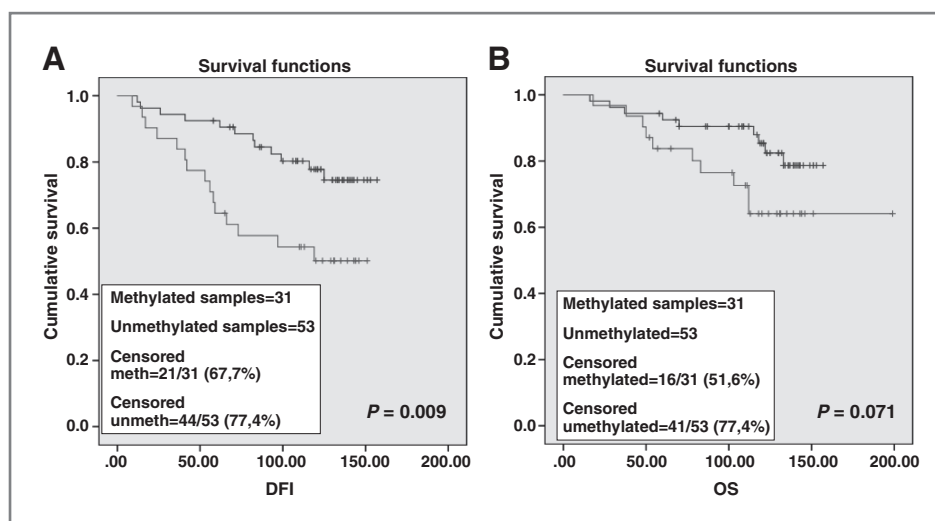 A
Survival functions
Cumulative survival
1.0
0.8
0.6
0.4
0.2
0.0
Methylated samples=31
Unmethylated samples=53
Censored
meth=21/31 (67,7%)
Censored
unmeth=44/53 (77,4%)
P = 0.009
.00 50.00 100.00 150.00 200.00
DFI
B
Survival functions
Cumulative survival
1.0
0.8
0.6
0.4
0.2
0.0
Methylated samples=31
Unmethylated=53
Censored
methylated=16/31 (51,6%)
Censored
umethylated=41/53 (77,4%)
P = 0.071
.00 50.00 100.00 150.00 200.00
OS